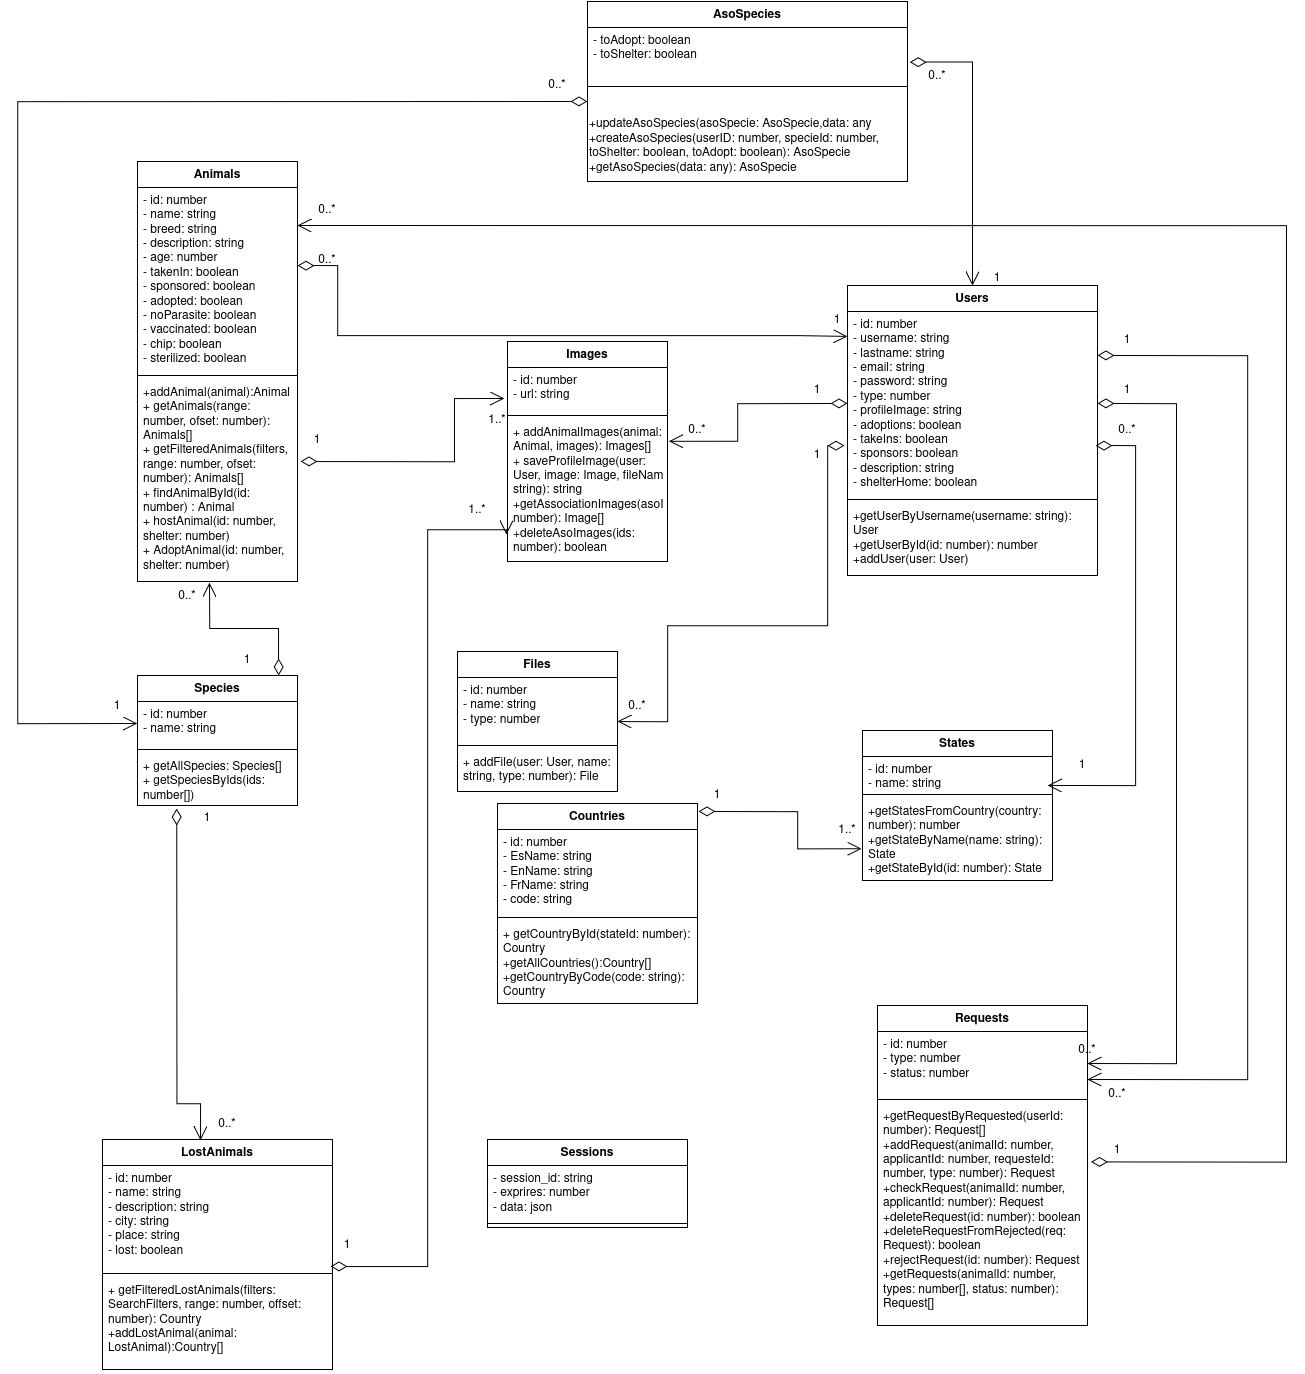 AsoSpecies
- toAdopt: boolean
- toShelter: boolean
0..*
0..*
+updateAsoSpecies(asoSpecie: AsoSpecie,data: any
+createAsoSpecies(userID: number, specieId: number,
toShelter: boolean, toAdopt: boolean): AsoSpecie
+getAsoSpecies(data: any): AsoSpecie
Animals
- id: number
- name: string
- breed: string
- description: string
- age: number
- takenIn: boolean
- sponsored: boolean
- adopted: boolean
- noParasite: boolean
- vaccinated: boolean
- chip: boolean
- sterilized: boolean
+addAnimal(animal):Animal
+ getAnimals(range:
number, ofset: number):
Animals[]
+ getFilteredAnimals(filters,
range: number, ofset:
number): Animals[]
+ findAnimalById(id:
number) : Animal
+ hostAnimal(id: number,
shelter: number)
+ AdoptAnimal(id: number,
shelter: number)
0..*
0..*
1
0..*
1
1
Users
- id: number
- username: string
- lastname: string
- email: string
- password: string
- type: number
- profileImage: string
- adoptions: boolean
- takeIns: boolean
- sponsors: boolean
- description: string
- shelterHome: boolean
+getUserByUsername(username: string):
User
+getUserById(id: number): number
+addUser(user: User)
1
1
1
1
0..*
Images
- id: number
- url: string
+ addAnimalImages(animal:
Animal, images): Images[]
+ saveProfileImage(user:
User, image: Image, fileNam
string): string
+getAssociationImages(asoI
number): Image[]
+deleteAsoImages(ids:
number): boolean
1..*
1..*
0..*
Species
- id: number
- name: string
+ getAllSpecies: Species[]
+ getSpeciesByIds(ids:
number[])
1
1
1
Files
- id: number
- name: string
- type: number
+ addFile(user: User, name:
string, type: number): File
0..*
States
- id: number
- name: string
+getStatesFromCountry(country:
number): number
+getStateByName(name: string):
State
+getStateById(id: number): State
1
1..*
Countries
- id: number
- EsName: string
- EnName: string
- FrName: string
- code: string
+ getCountryById(stateId: number):
Country
+getAllCountries():Country[]
+getCountryByCode(code: string):
Country
1
Requests
- id: number
- type: number
- status: number
+getRequestByRequested(userId:
number): Request[]
+addRequest(animalId: number,
applicantId: number, requesteId:
number, type: number): Request
+checkRequest(animalId: number,
applicantId: number): Request
+deleteRequest(id: number): boolean
+deleteRequestFromRejected(req:
Request): boolean
+rejectRequest(id: number): Request
+getRequests(animalId: number,
types: number[], status: number):
Request[]
0..*
0..*
1
0..*
LostAnimals
- id: number
- name: string
- description: string
- city: string
- place: string
- lost: boolean
+ getFilteredLostAnimals(filters:
SearchFilters, range: number, offset:
number): Country
+addLostAnimal(animal:
LostAnimal):Country[]
1
Sessions
- session_id: string
- exprires: number
- data: json